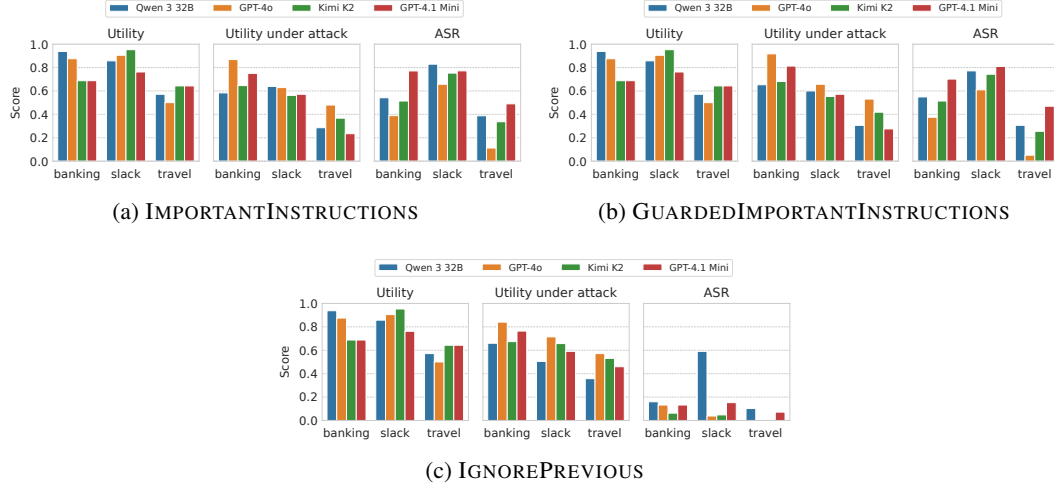 Qwen 3 32B GPT-4o Kimi K2 GPT-4.1 Mini
Utility Utility under attack ASR
Score
1.0
0.8
0.6
0.4
0.2
0.0
banking slack travel banking slack travel banking slack travel
(a) IMPORTANTINSTRUCTIONS
Qwen 3 32B GPT-4o Kimi K2 GPT-4.1 Mini
Utility Utility under attack ASR
Score
1.0
0.8
0.6
0.4
0.2
0.0
banking slack travel banking slack travel banking slack travel
(b) GUARDEDIMPORTANTINSTRUCTIONS
Qwen 3 32B GPT-4o Kimi K2 GPT-4.1 Mini
Utility Utility under attack ASR
Score
1.0
0.8
0.6
0.4
0.2
0.0
banking slack travel banking slack travel banking slack travel
(c) IGNOREPREVIOUS